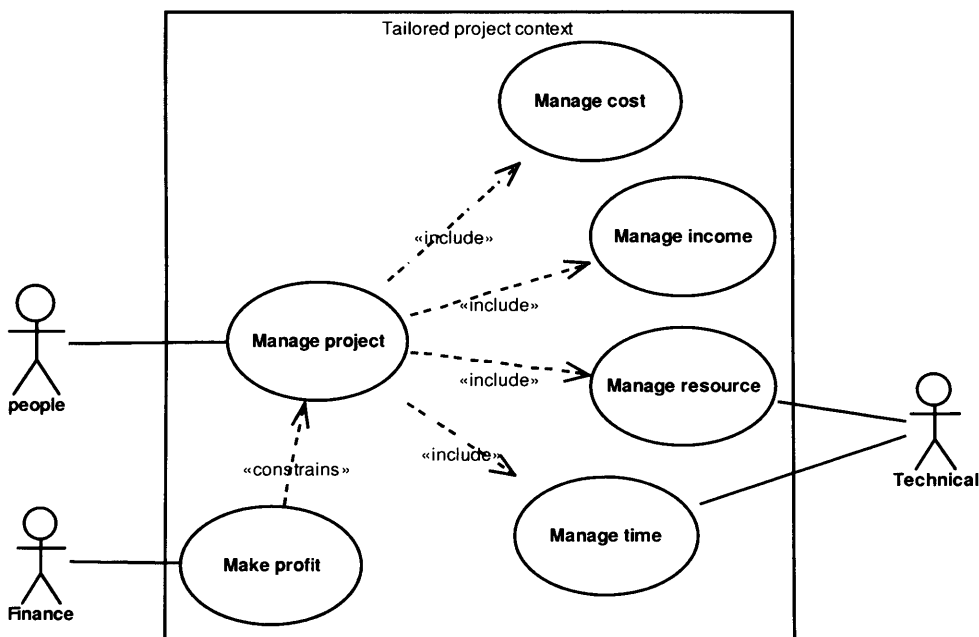 Tailored project context
Manage cost
«include»
Manage income
«include»
Manage project
Manage resource
«include»
people
«include»
«constrains»
Technical
Manage time
Make profit
Finance